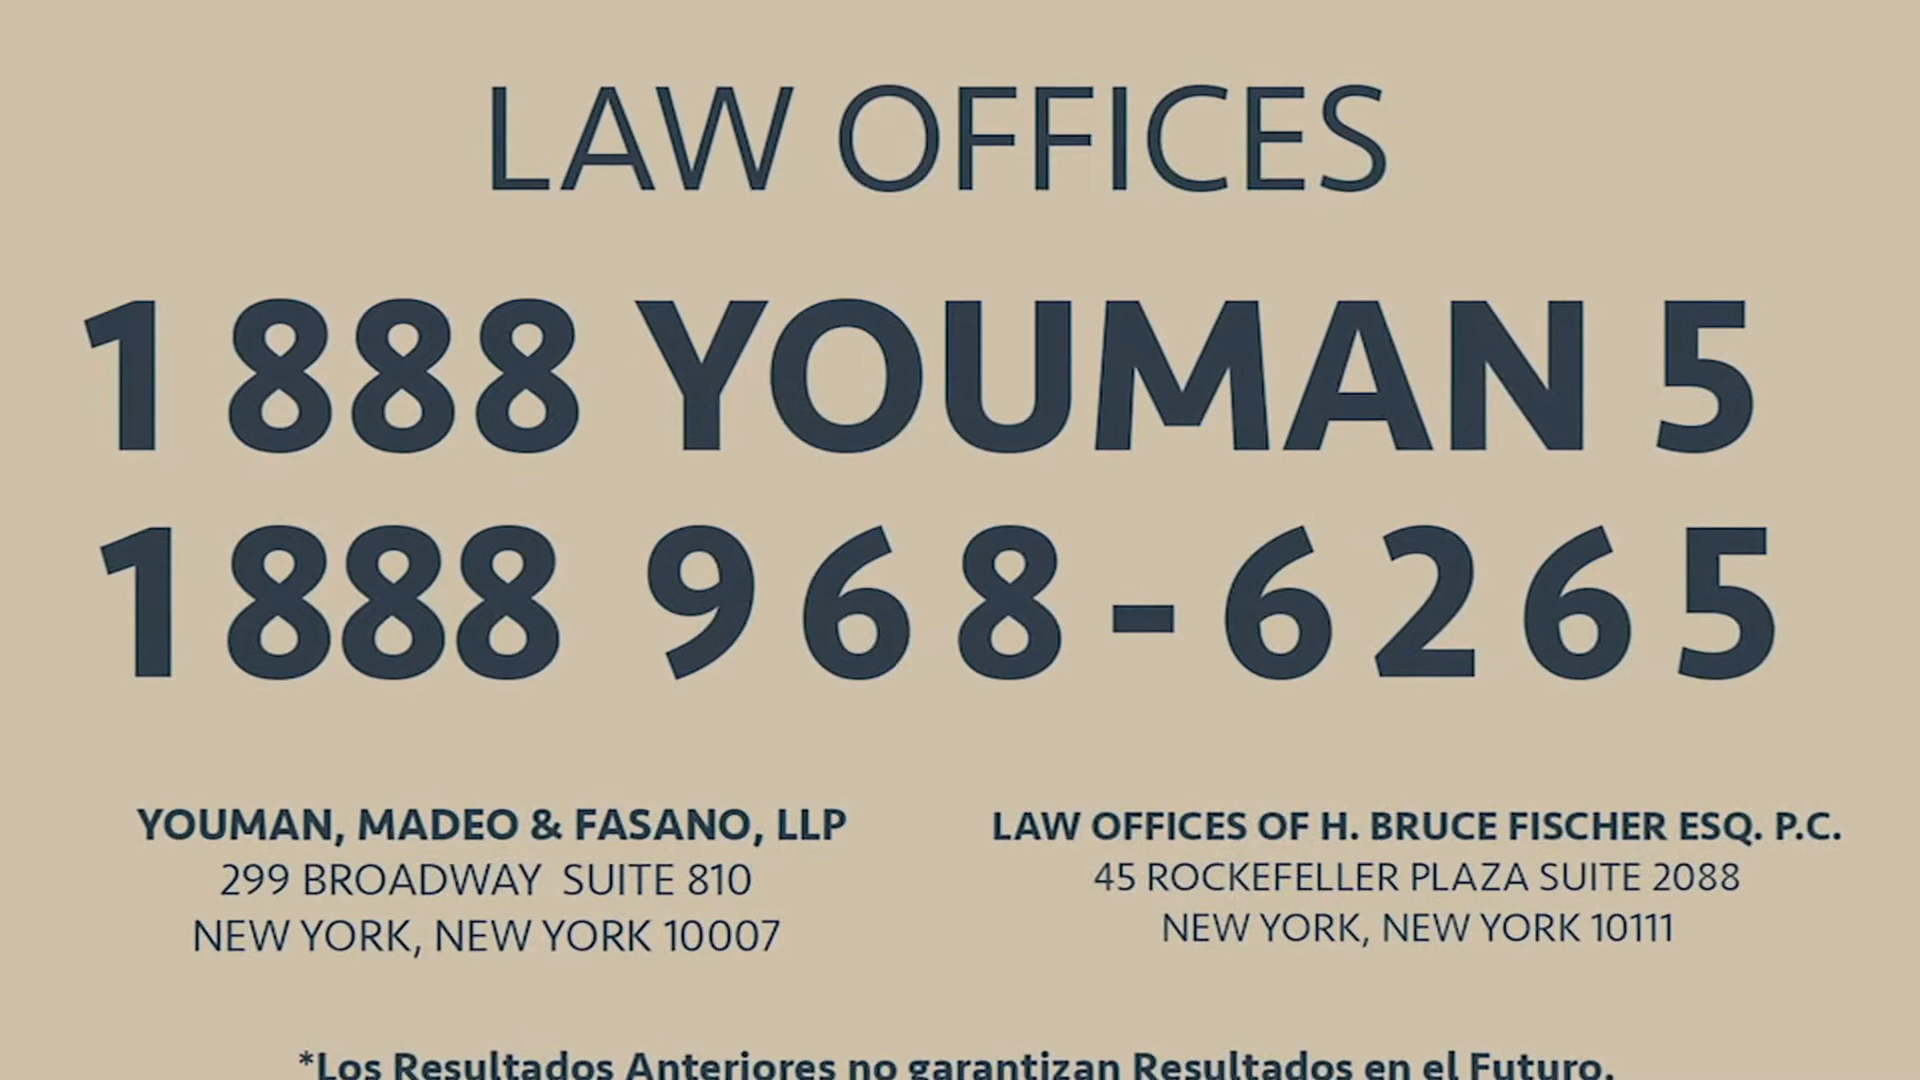 LAW OFFICES
1 888 YOUMAN 5
1 888 968-6265
YOUMAN, MADEO & FASANO, LLP
299 BROADWAY SUITE 810
NEW YORK, NEW YORK 10007
LAW OFFICES OF H. BRUCE FISCHER ESQ. P.C.
45 ROCKEFELLER PLAZA SUITE 2088
NEW YORK, NEW YORK 10111
*Los Resultados Anteriores no garantizan Resultados en el Futuro.